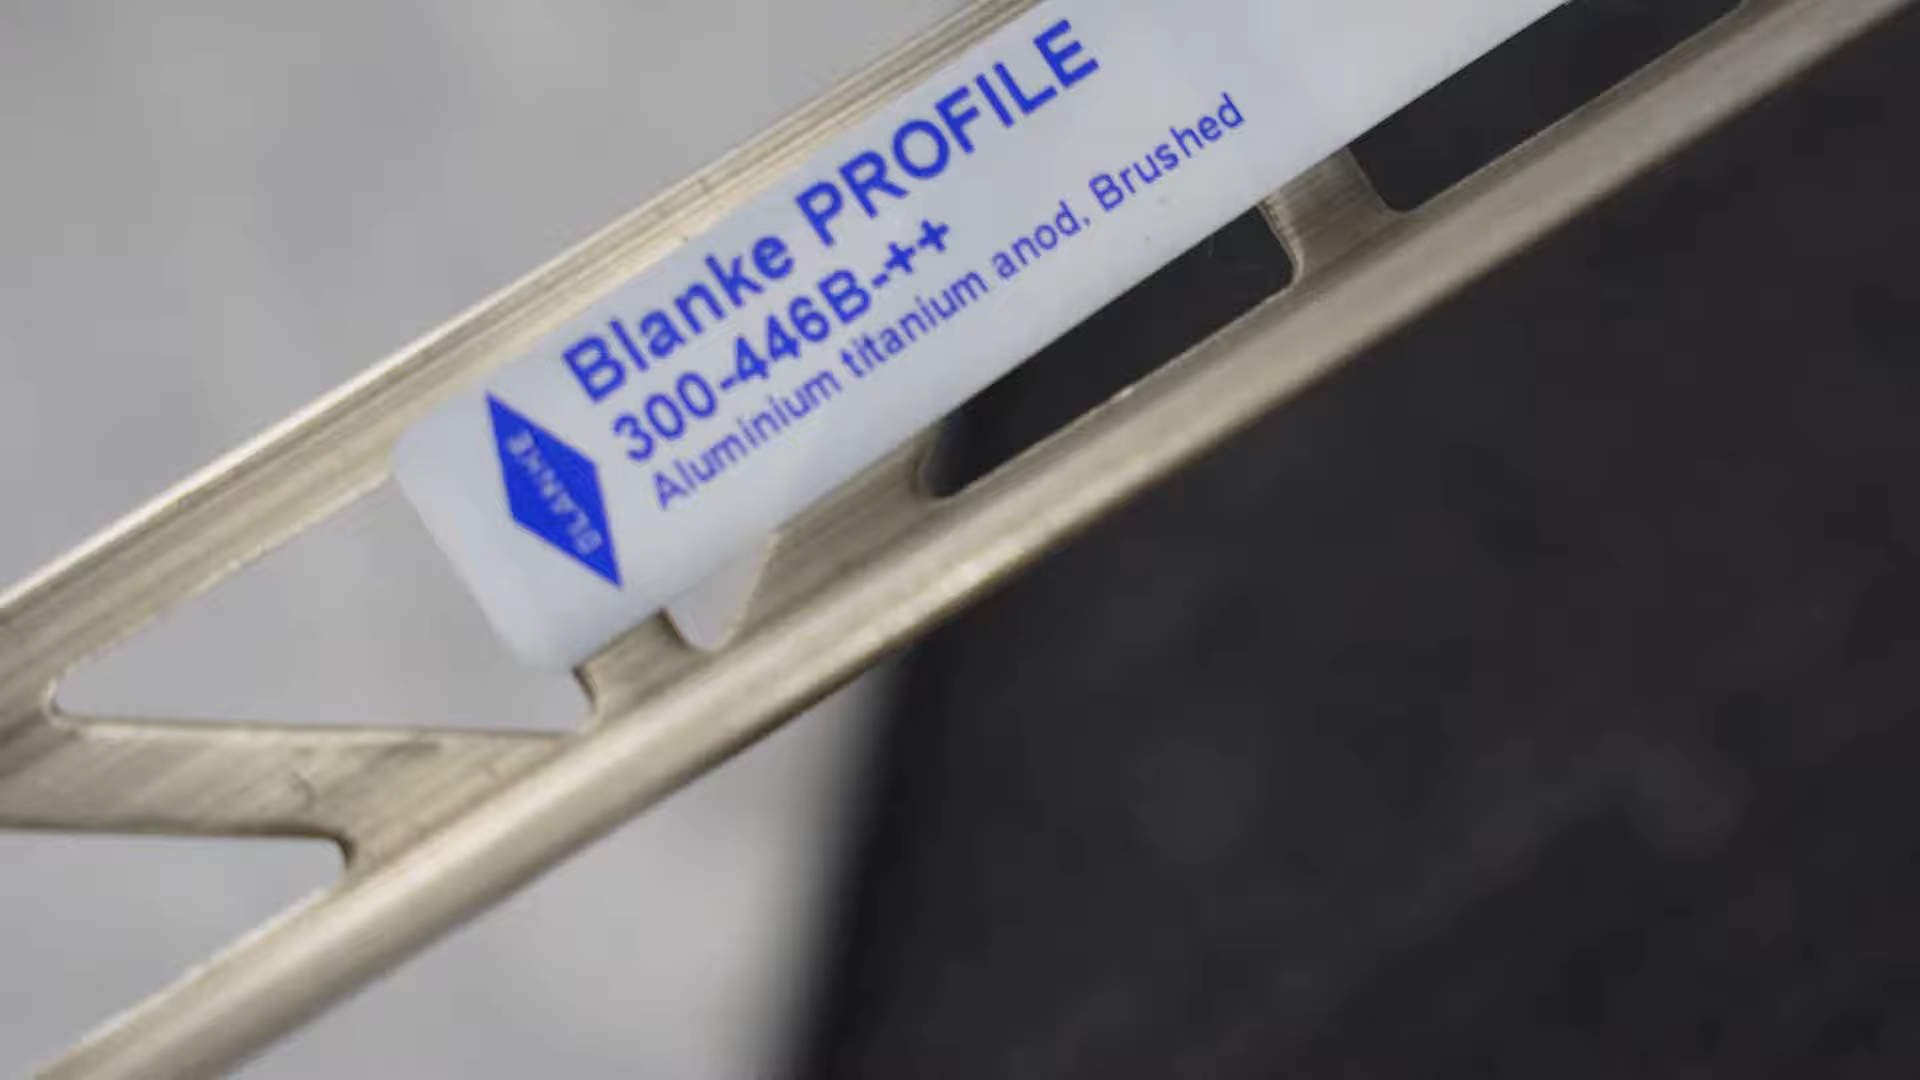 Blanke PROFILE
300-446B-++
Aluminium titanium anod. Brushed
BLANKE